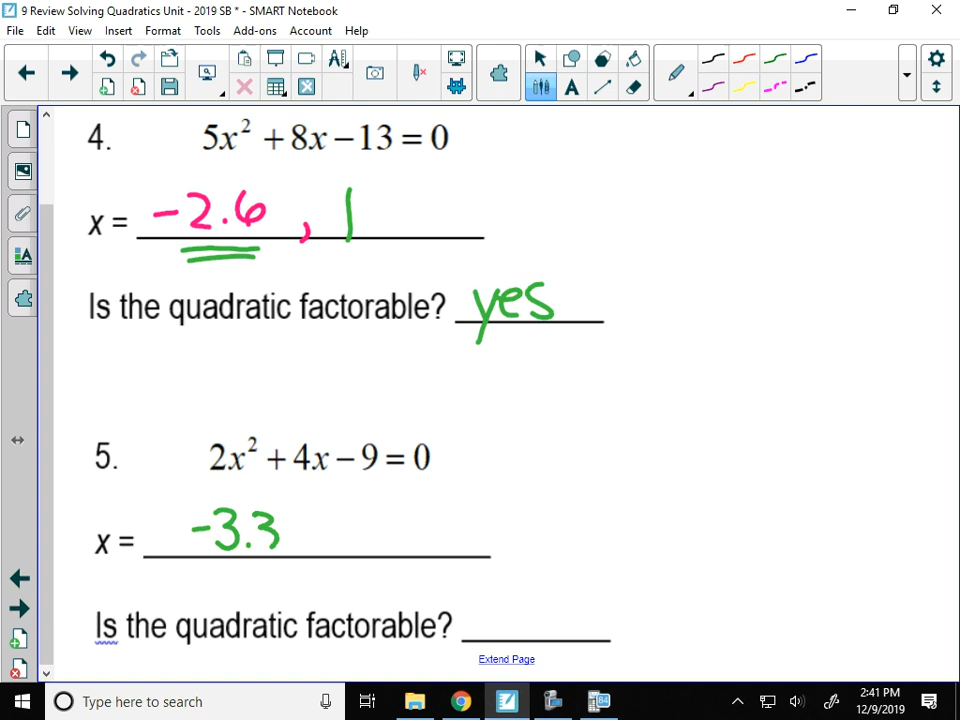 9 Review Solving Quadratics Unit - 2019 SB * - SMART Notebook
File Edit View Insert Format Tools Add-ons Account Help
4. 5x² + 8x − 13 = 0
x = -2.6 , 1
Is the quadratic factorable? yes
5. 2x² + 4x − 9 = 0
x = -3.3
Is the quadratic factorable?
Extend Page
Type here to search
2:41 PM
12/9/2019